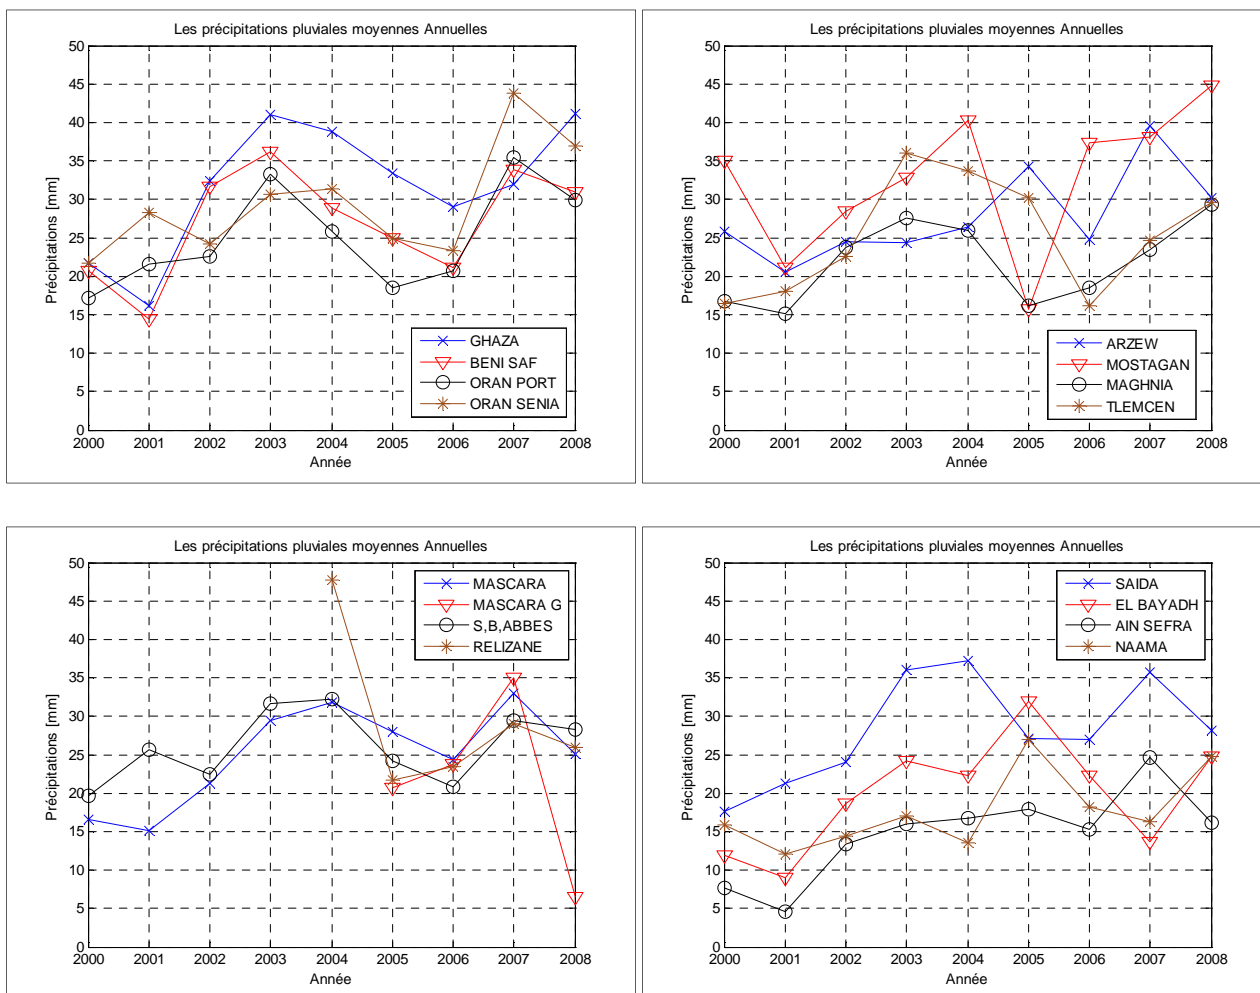 Les précipitations pluviales moyennes Annuelles
50
45
40
35
30
25
20
15
10
5
0
Précipitations [mm]
GHAZA
BENI SAF
ORAN PORT
ORAN SENIA
2000 2001 2002 2003 2004 2005 2006 2007 2008
Année
Les précipitations pluviales moyennes Annuelles
50
45
40
35
30
25
20
15
10
5
0
Précipitations [mm]
ARZEW
MOSTAGAN
MAGHNIA
TLEMCEN
2000 2001 2002 2003 2004 2005 2006 2007 2008
Année
Les précipitations pluviales moyennes Annuelles
50
45
40
35
30
25
20
15
10
5
0
Précipitations [mm]
MASCARA
MASCARA G
S,B,ABBES
RELIZANE
2000 2001 2002 2003 2004 2005 2006 2007 2008
Année
Les précipitations pluviales moyennes Annuelles
50
45
40
35
30
25
20
15
10
5
0
Précipitations [mm]
SAIDA
EL BAYADH
AIN SEFRA
NAAMA
2000 2001 2002 2003 2004 2005 2006 2007 2008
Année